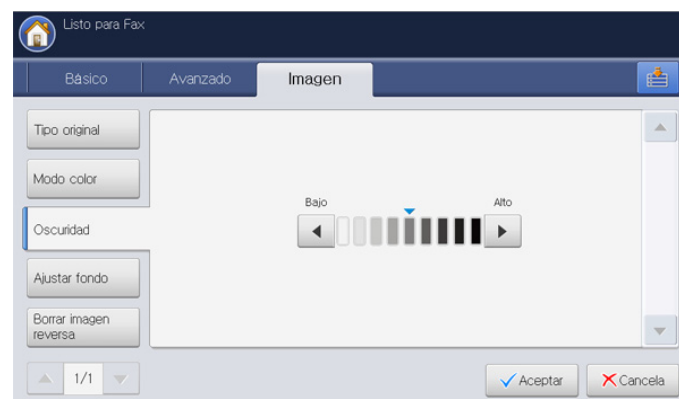 Listo para Fax
Básico
Avanzado
Imagen
Tipo original
Modo color
Oscuridad
Ajustar fondo
Borrar imagen
reversa
Bajo
Alto
1/1
Aceptar
Cancela